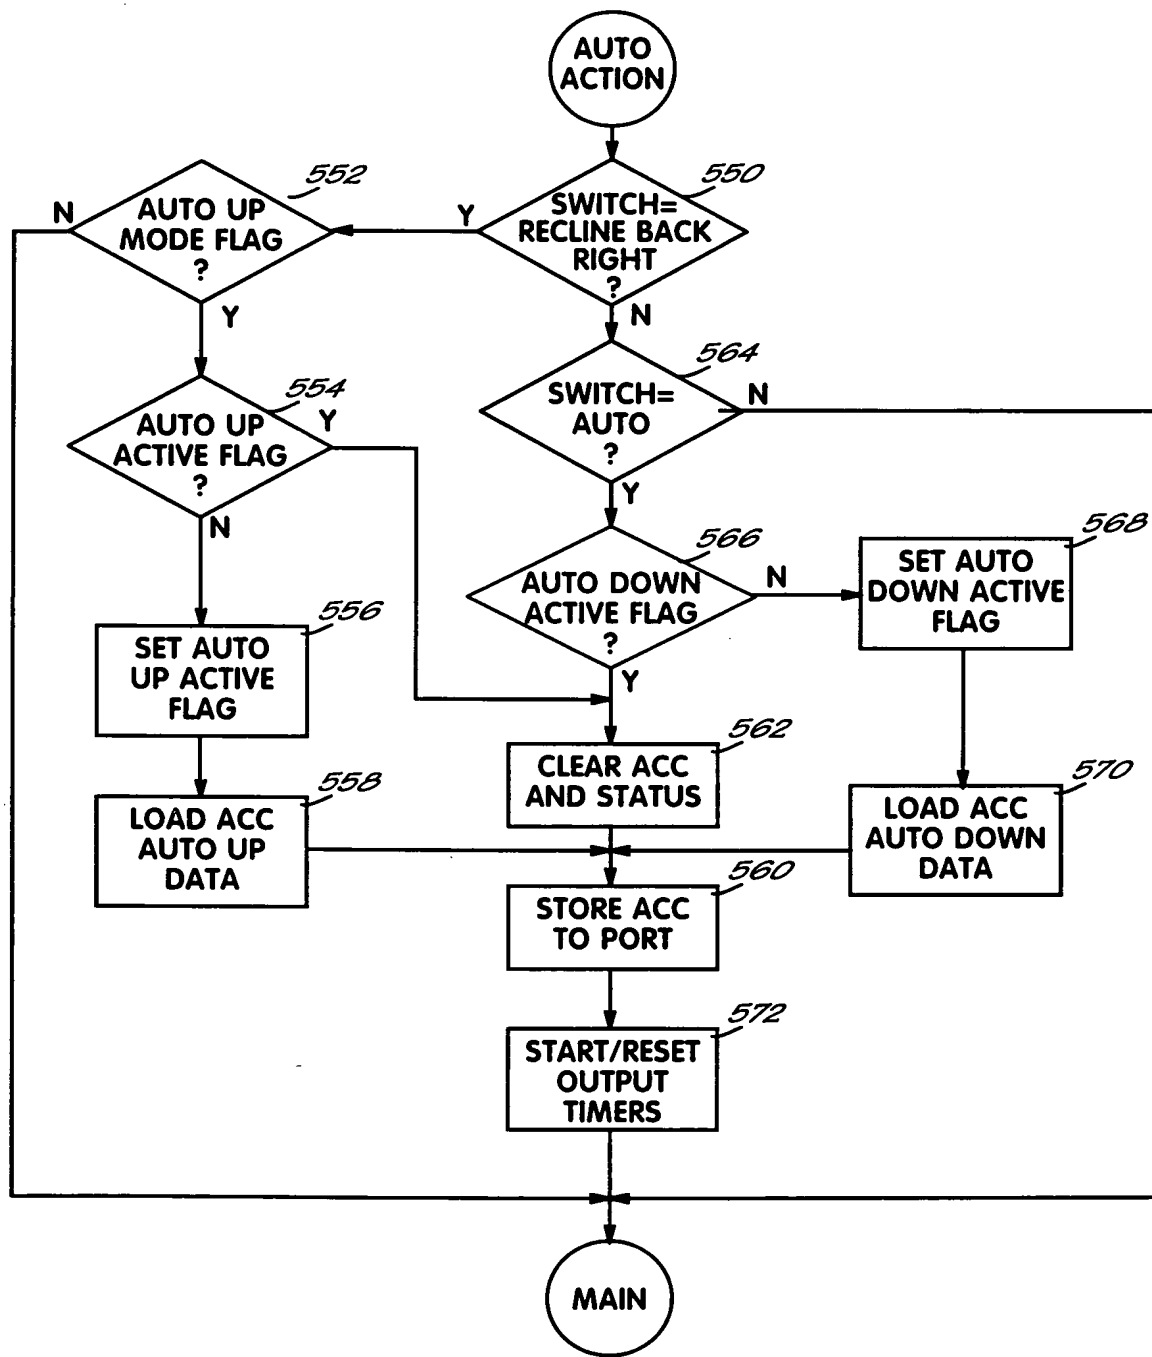 AUTO
ACTION
550
SWITCH=
RECLINE BACK
RIGHT
?
Y
N
552
AUTO UP
MODE FLAG
?
N
Y
554
AUTO UP
ACTIVE FLAG
?
Y
N
564
SWITCH=
AUTO
?
N
Y
566
AUTO DOWN
ACTIVE FLAG
?
N
Y
568
SET AUTO
DOWN ACTIVE
FLAG
556
SET AUTO
UP ACTIVE
FLAG
558
LOAD ACC
AUTO UP
DATA
562
CLEAR ACC
AND STATUS
570
LOAD ACC
AUTO DOWN
DATA
560
STORE ACC
TO PORT
572
START/RESET
OUTPUT
TIMERS
MAIN